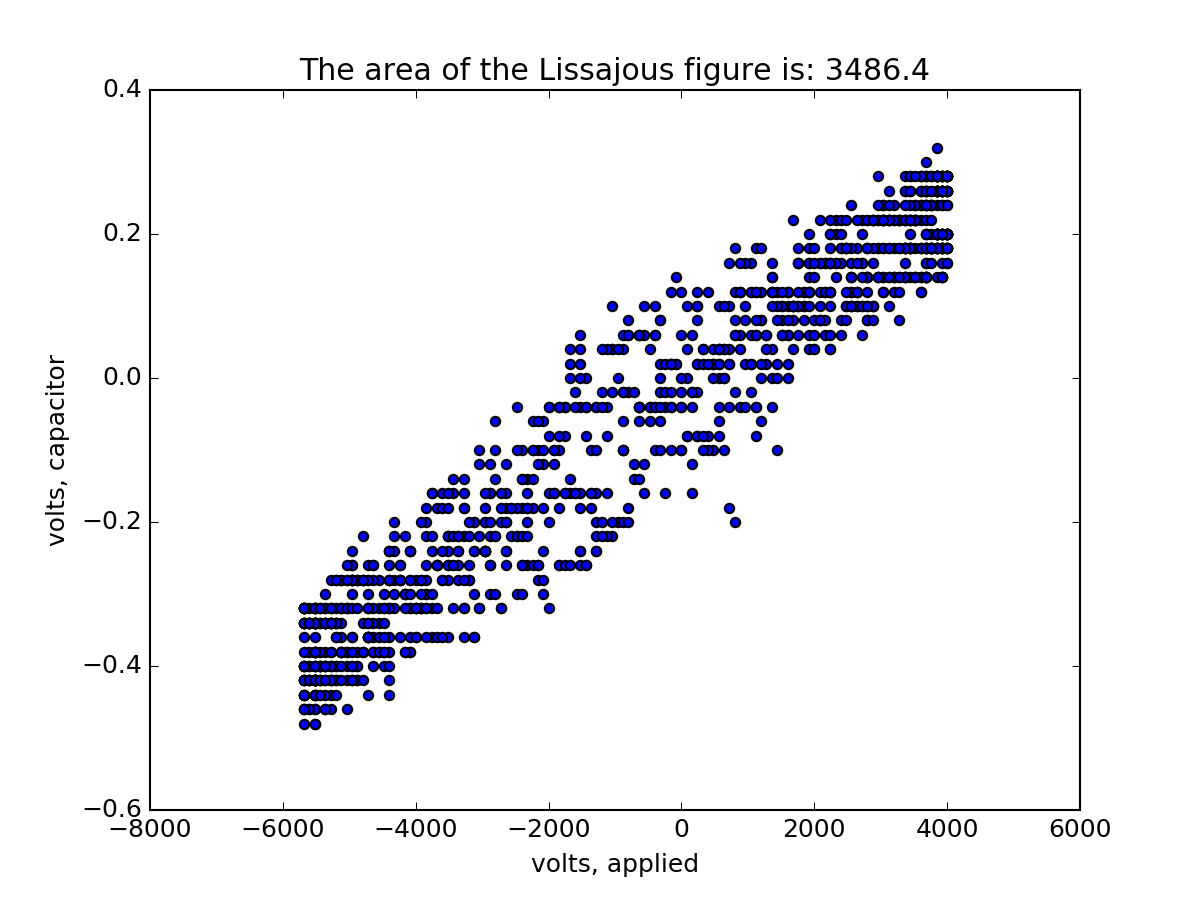 The area of the Lissajous figure is: 3486.4
0.4
0.2
0.0
−0.2
−0.4
−0.6
volts, capacitor
−8000 −6000 −4000 −2000 0 2000 4000 6000
volts, applied